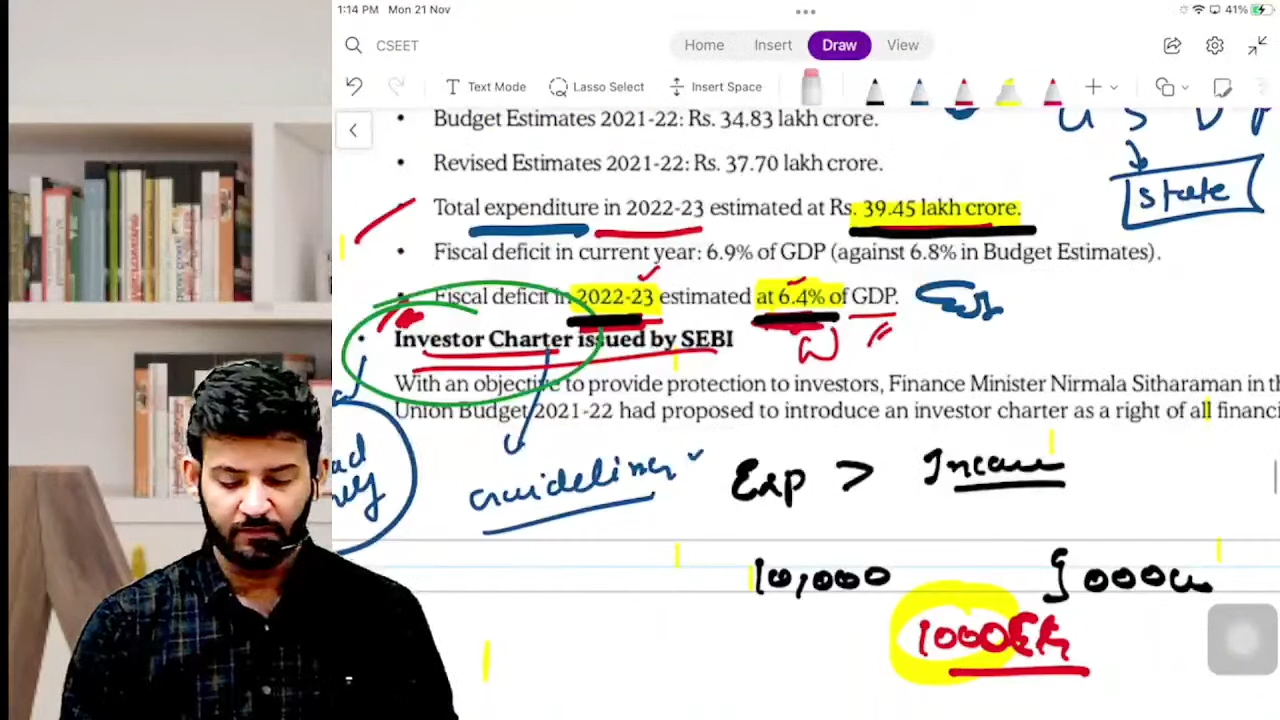 1:14 PM Mon 21 Nov
41%
CSEET
Home Insert Draw View
Text Mode Lasso Select Insert Space
• Budget Estimates 2021-22: Rs. 34.83 lakh crore.
• Revised Estimates 2021-22: Rs. 37.70 lakh crore.
state
• Total expenditure in 2022-23 estimated at Rs. 39.45 lakh crore.
• Fiscal deficit in current year: 6.9% of GDP (against 6.8% in Budget Estimates).
• Fiscal deficit in 2022-23 estimated at 6.4% of GDP.
• Investor Charter issued by SEBI
With an objective to provide protection to investors, Finance Minister Nirmala Sitharaman in th
Union Budget 2021-22 had proposed to introduce an investor charter as a right of all financi
Guidelines
Exp > Income
10,000